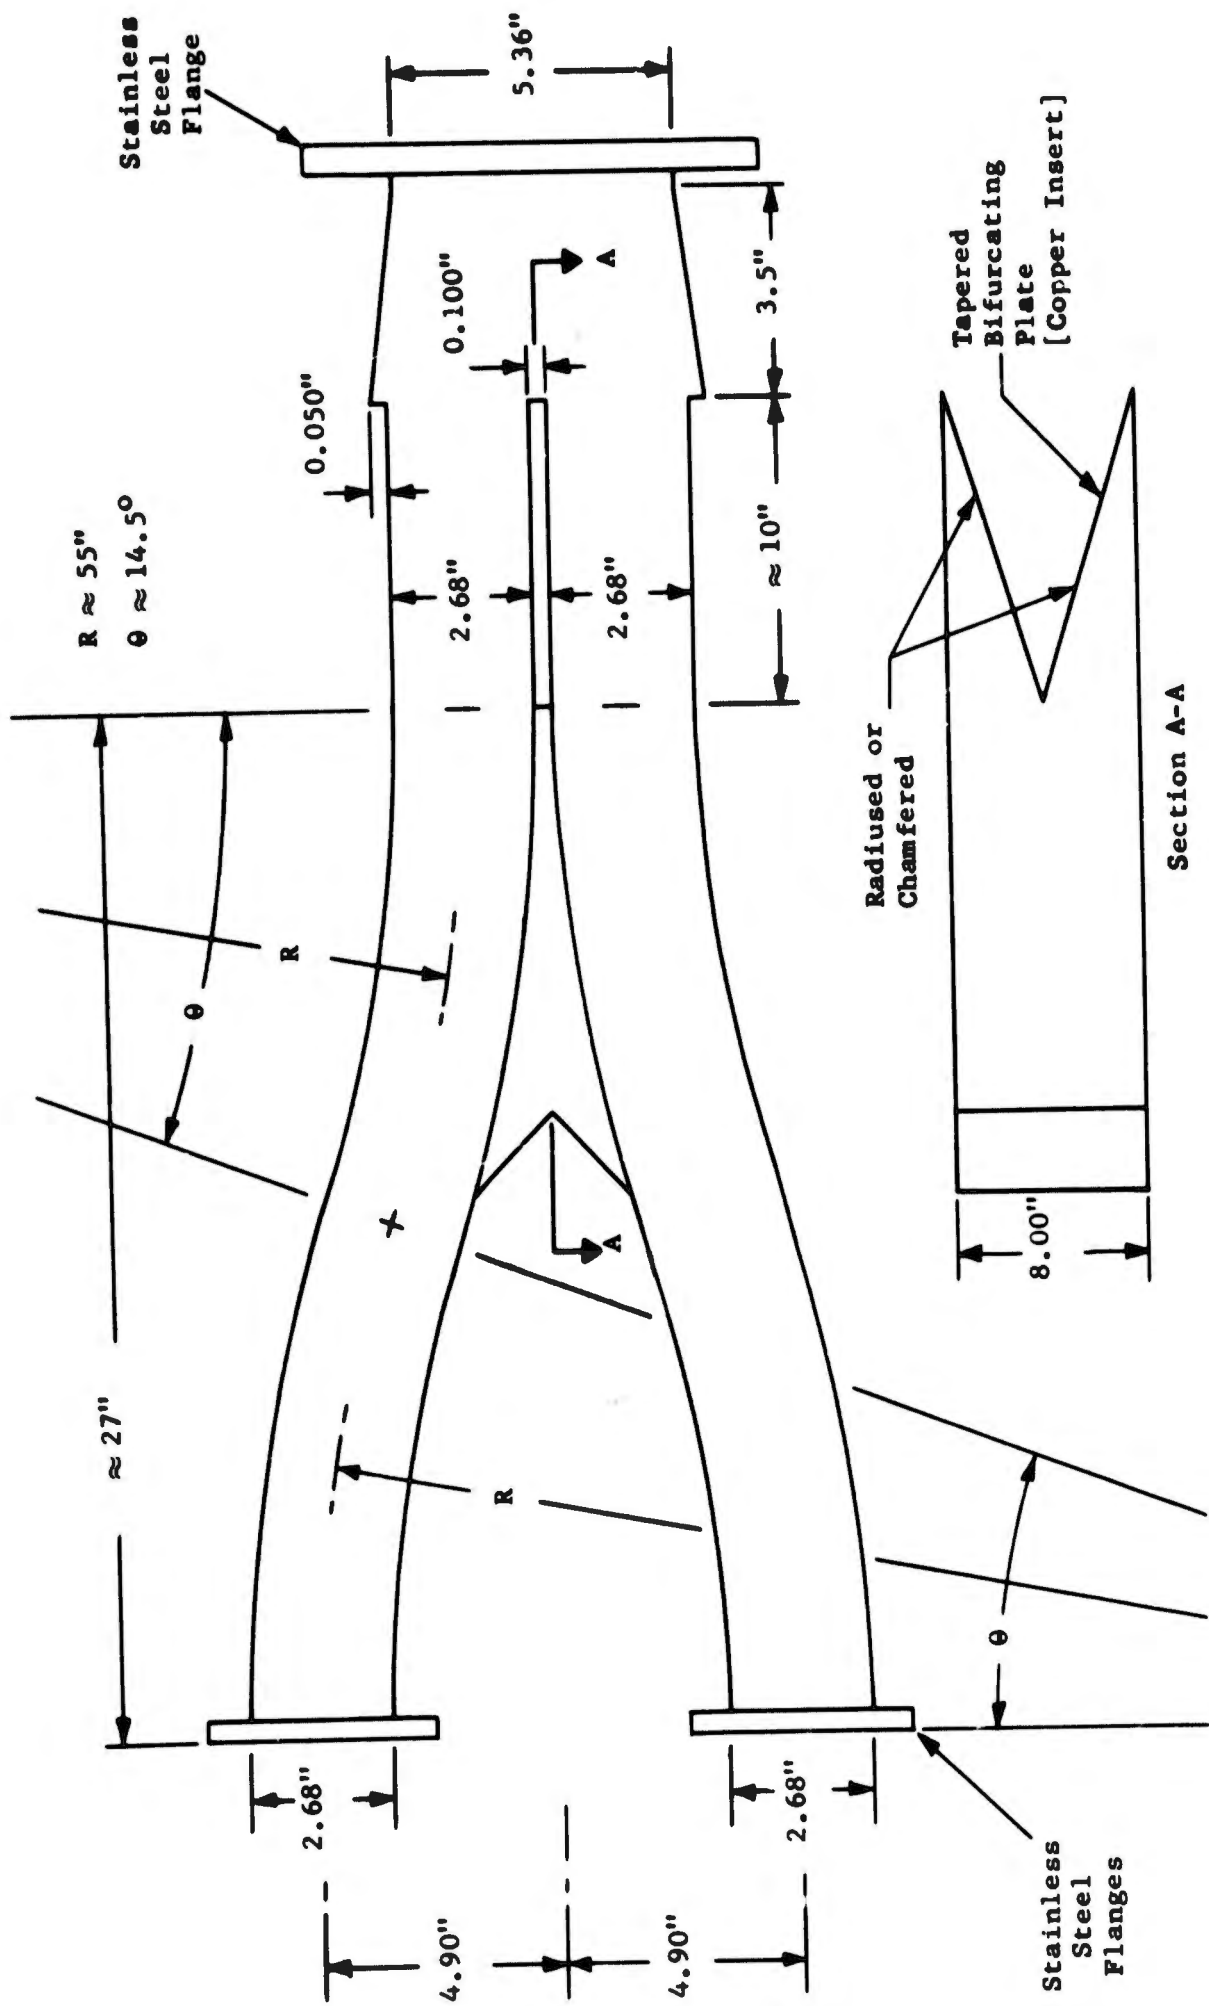 Stainless
Steel
Flange
5.36"
R ≈ 55"
θ ≈ 14.5°
0.050"
0.100"
A
3.5"
2.68"
2.68"
≈ 10"
≈ 27"
θ
R
R
A
θ
2.68"
2.68"
4.90"
4.90"
Stainless
Steel
Flanges
Radiused or
Chamfered
Tapered
Bifurcating
Plate
[Copper Insert]
8.00"
Section A-A